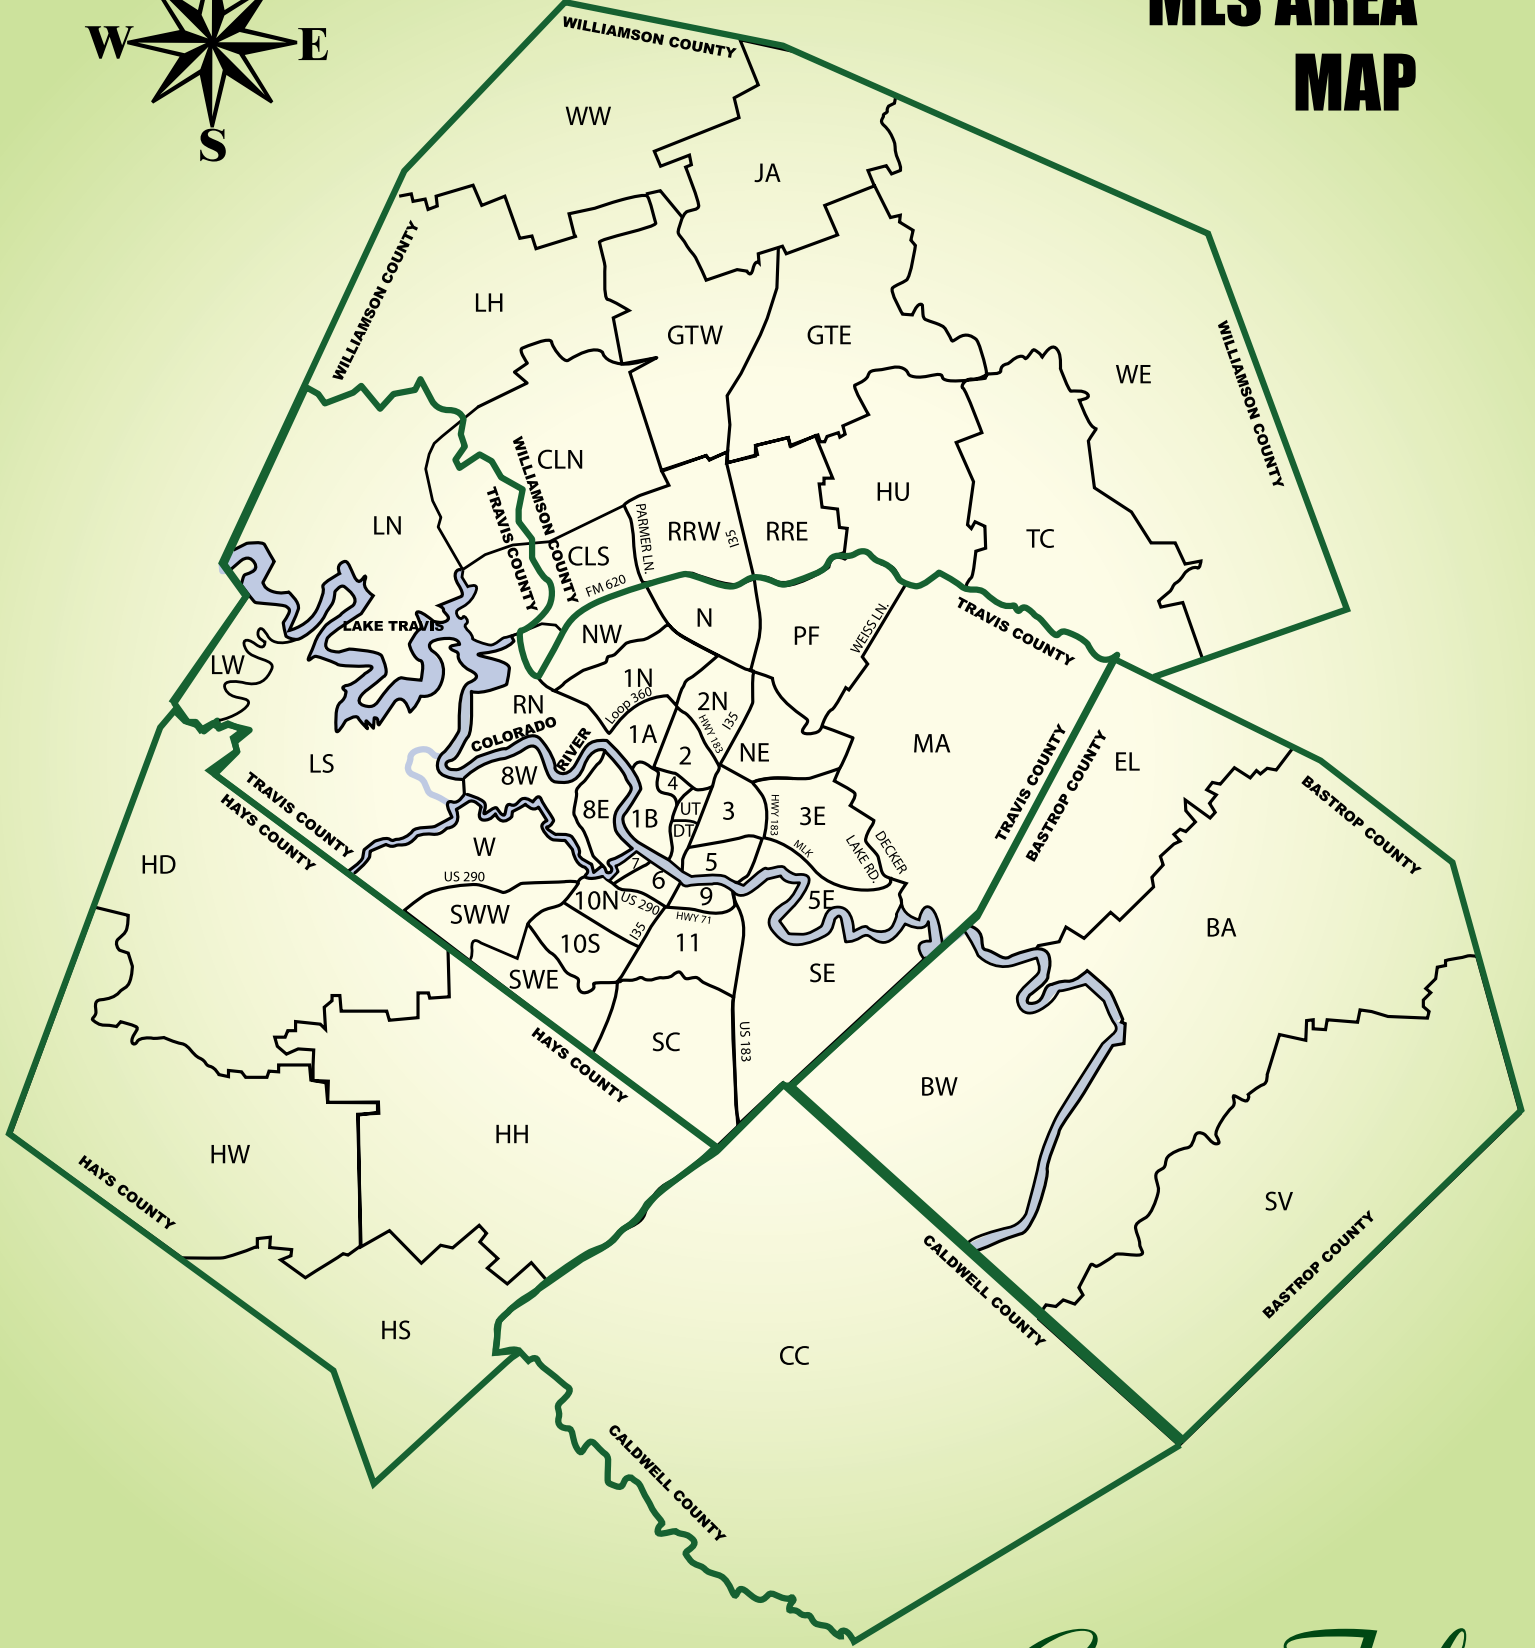 MLS AREA
MAP
W
E
S
WILLIAMSON COUNTY
WW
JA
WILLIAMSON COUNTY
LH
GTW
GTE
WE
WILLIAMSON COUNTY
CLN
WILLIAMSON COUNTY
TRAVIS COUNTY
LN
HU
PARMER LN.
RRW
I35
RRE
TC
CLS
FM 620
LAKE TRAVIS
NW
N
PF
WEISS LN.
TRAVIS COUNTY
LW
1N
RN
Loop 360
2N
HWY 183
I35
COLORADO
RIVER
1A
2
NE
MA
TRAVIS COUNTY
BASTROP COUNTY
EL
BASTROP COUNTY
LS
8W
4
8E
1B
UT
DT
3
HWY 183
3E
TRAVIS COUNTY
HAYS COUNTY
W
MLK
LAKE RD.
DECKER
HD
US 290
7
5
6
9
5E
SWW
10N
US 290
HWY 71
I35
10S
11
BA
SWE
SE
HAYS COUNTY
SC
US 183
BW
HH
HW
HAYS COUNTY
SV
CALDWELL COUNTY
BASTROP COUNTY
HS
CC
CALDWELL COUNTY